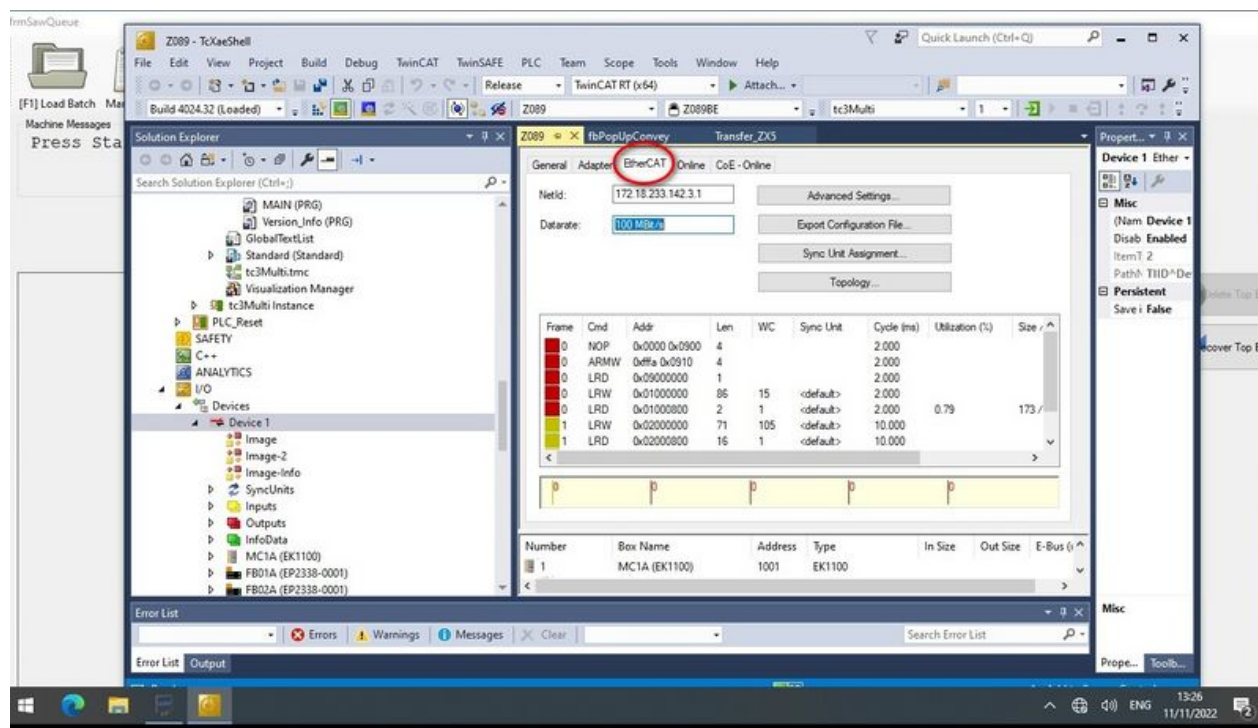 frmSawQueue
[F1] Load Batch
Machine Messages
Press Sta
Z089 - TcXaeShell
Quick Launch (Ctrl+Q)
File Edit View Project Build Debug TwinCAT TwinSAFE PLC Team Scope Tools Window Help
Release TwinCAT RT (x64) Attach...
Build 4024.32 (Loaded) Z089 Z089BE tc3Multi 1
Solution Explorer
Search Solution Explorer (Ctrl+;)
MAIN (PRG)
Version_Info (PRG)
GlobalTextList
Standard (Standard)
tc3Multi.tmc
Visualization Manager
tc3Multi Instance
PLC_Reset
SAFETY
C++
ANALYTICS
I/O
Devices
Device 1
Image
Image-2
Image-Info
SyncUnits
Inputs
Outputs
InfoData
MC1A (EK1100)
FB01A (EP2338-0001)
FB02A (EP2338-0001)
Z089 fbPopUpConvey Transfer_ZX5
General Adapter EtherCAT Online CoE - Online
NetId: 172.18.233.142.3.1 Advanced Settings...
Datarate: 100 MBit/s Export Configuration File...
Sync Unit Assignment...
Topology...
Frame Cmd Addr Len WC Sync Unit Cycle (ms) Utilization (%) Size /
0 NOP 0x0000 0x0900 4 2.000
0 ARMW 0xfffa 0x0910 4 2.000
0 LRD 0x09000000 1 2.000
0 LRW 0x01000000 86 15 <default> 2.000
0 LRD 0x01000800 2 1 <default> 2.000 0.79 173 /
1 LRW 0x02000000 71 105 <default> 10.000
1 LRD 0x02000800 16 1 <default> 10.000
0 0 0 0 0
Number Box Name Address Type In Size Out Size E-Bus (
1 MC1A (EK1100) 1001 EK1100
Propert...
Device 1 Ether
Misc
(Nam Device 1
Disab Enabled
ItemT 2
PathN TIID^De
Persistent
Save i False
Misc
Prope... Toolb...
Delete Top
cover Top
Error List
Errors Warnings Messages Clear Search Error List
Error List Output
ENG 13:26
11/11/2022